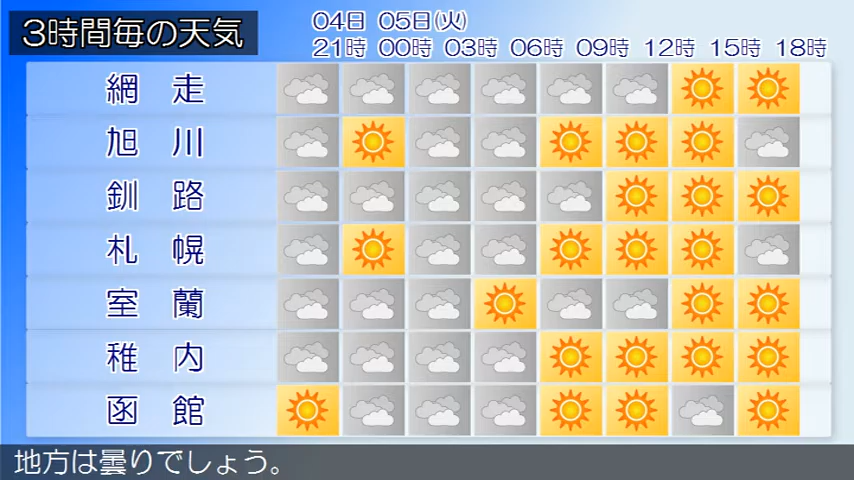 3時間毎の天気
04日 05日(火)
21時 00時 03時 06時 09時 12時 15時 18時
網 走
旭 川
釧 路
札 幌
室 蘭
稚 内
函 館
地方は曇りでしょう。